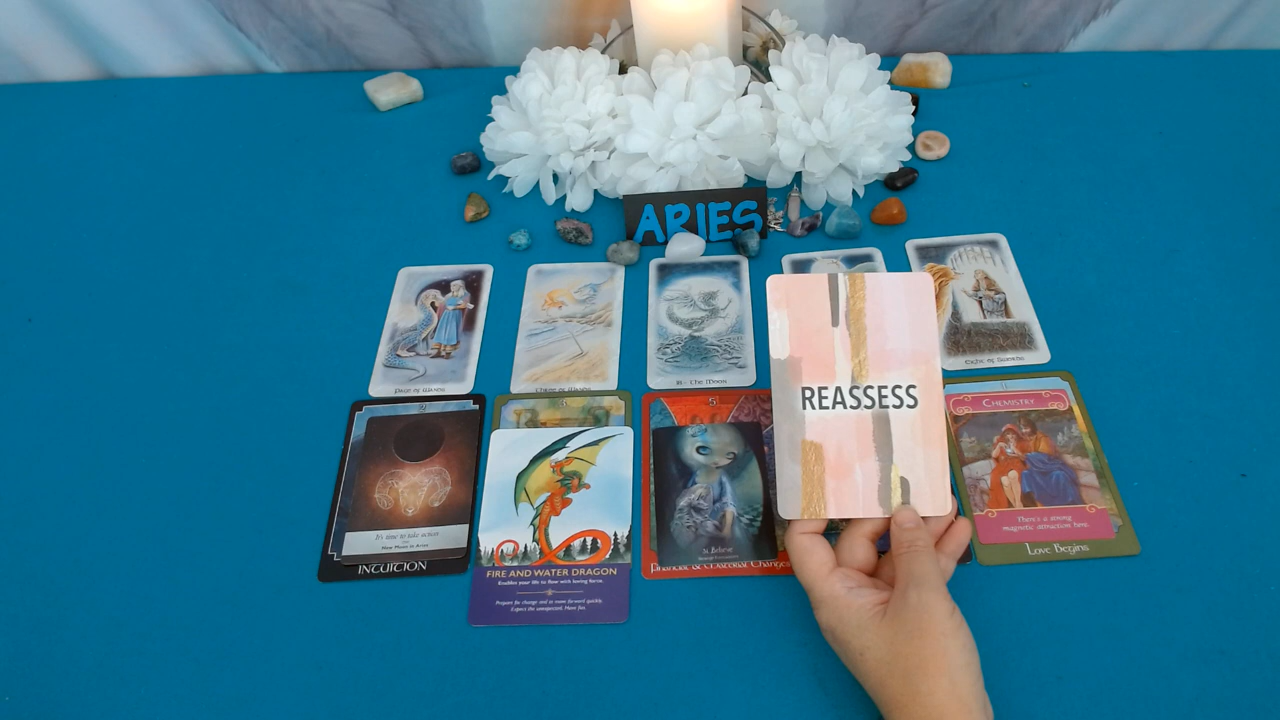 ARIES
Page of Wands
Three of Wands
18 - The Moon
Eight of Swords
REASSESS
2
It's time to take action
New Moon in Aries
INTUITION
6
FIRE AND WATER DRAGON
Enables your life to flow with loving force.
Prepare for change and to move forward quickly.
Expect the unexpected. Have fun.
5
Believe
Financial & Material Changes
CHEMISTRY
There's a strong
magnetic attraction here.
Love Begins